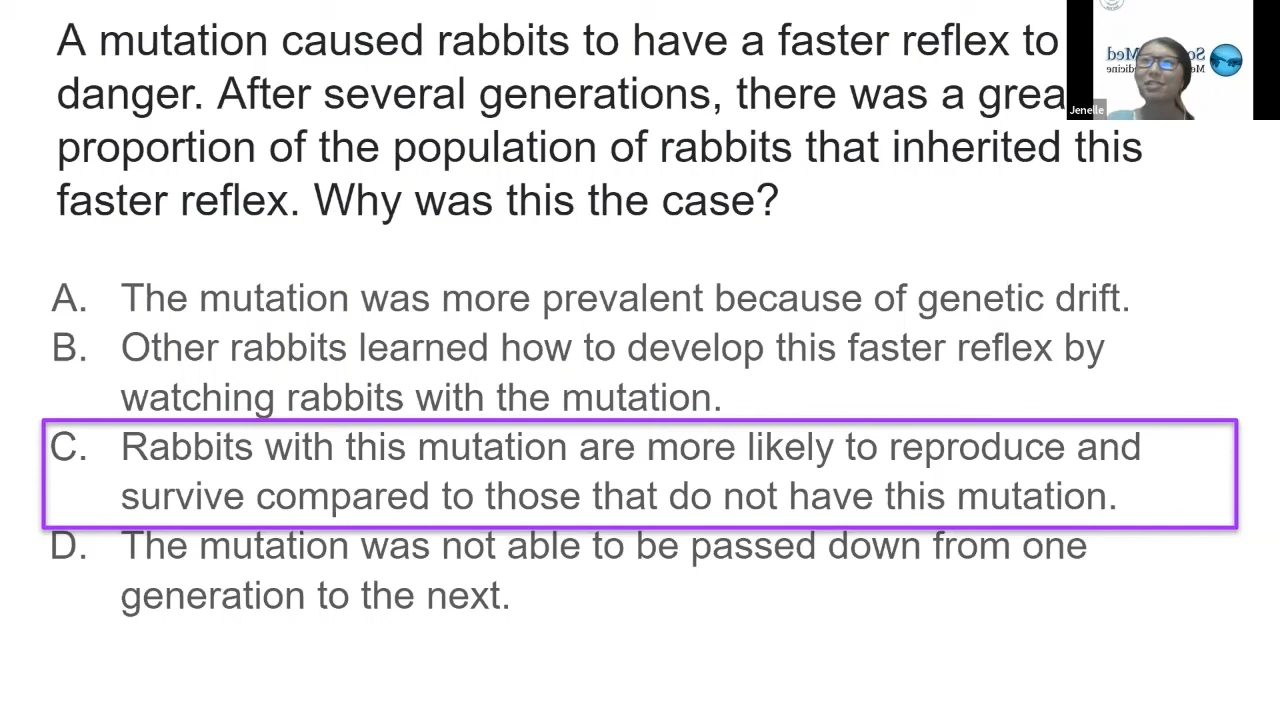 A mutation caused rabbits to have a faster reflex to
danger. After several generations, there was a
proportion of the population of rabbits that inherited this
faster reflex. Why was this the case?
A. The mutation was more prevalent because of genetic drift.
B. Other rabbits learned how to develop this faster reflex by
watching rabbits with the mutation.
C. Rabbits with this mutation are more likely to reproduce and
survive compared to those that do not have this mutation.
D. The mutation was not able to be passed down from one
generation to the next.
Jenelle